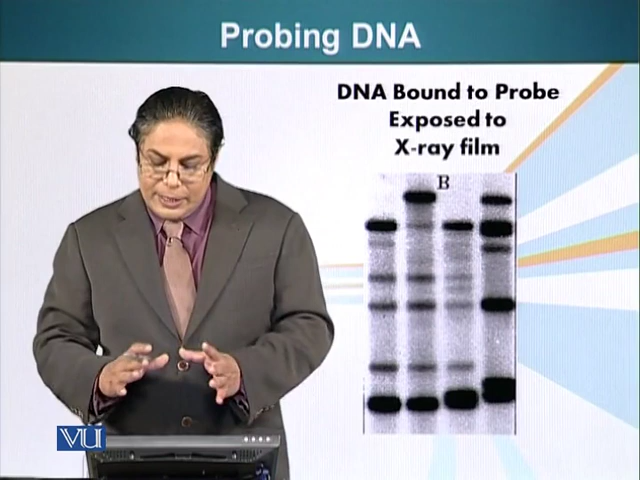 Probing DNA
DNA Bound to Probe
Exposed to
X-ray film
B
VU